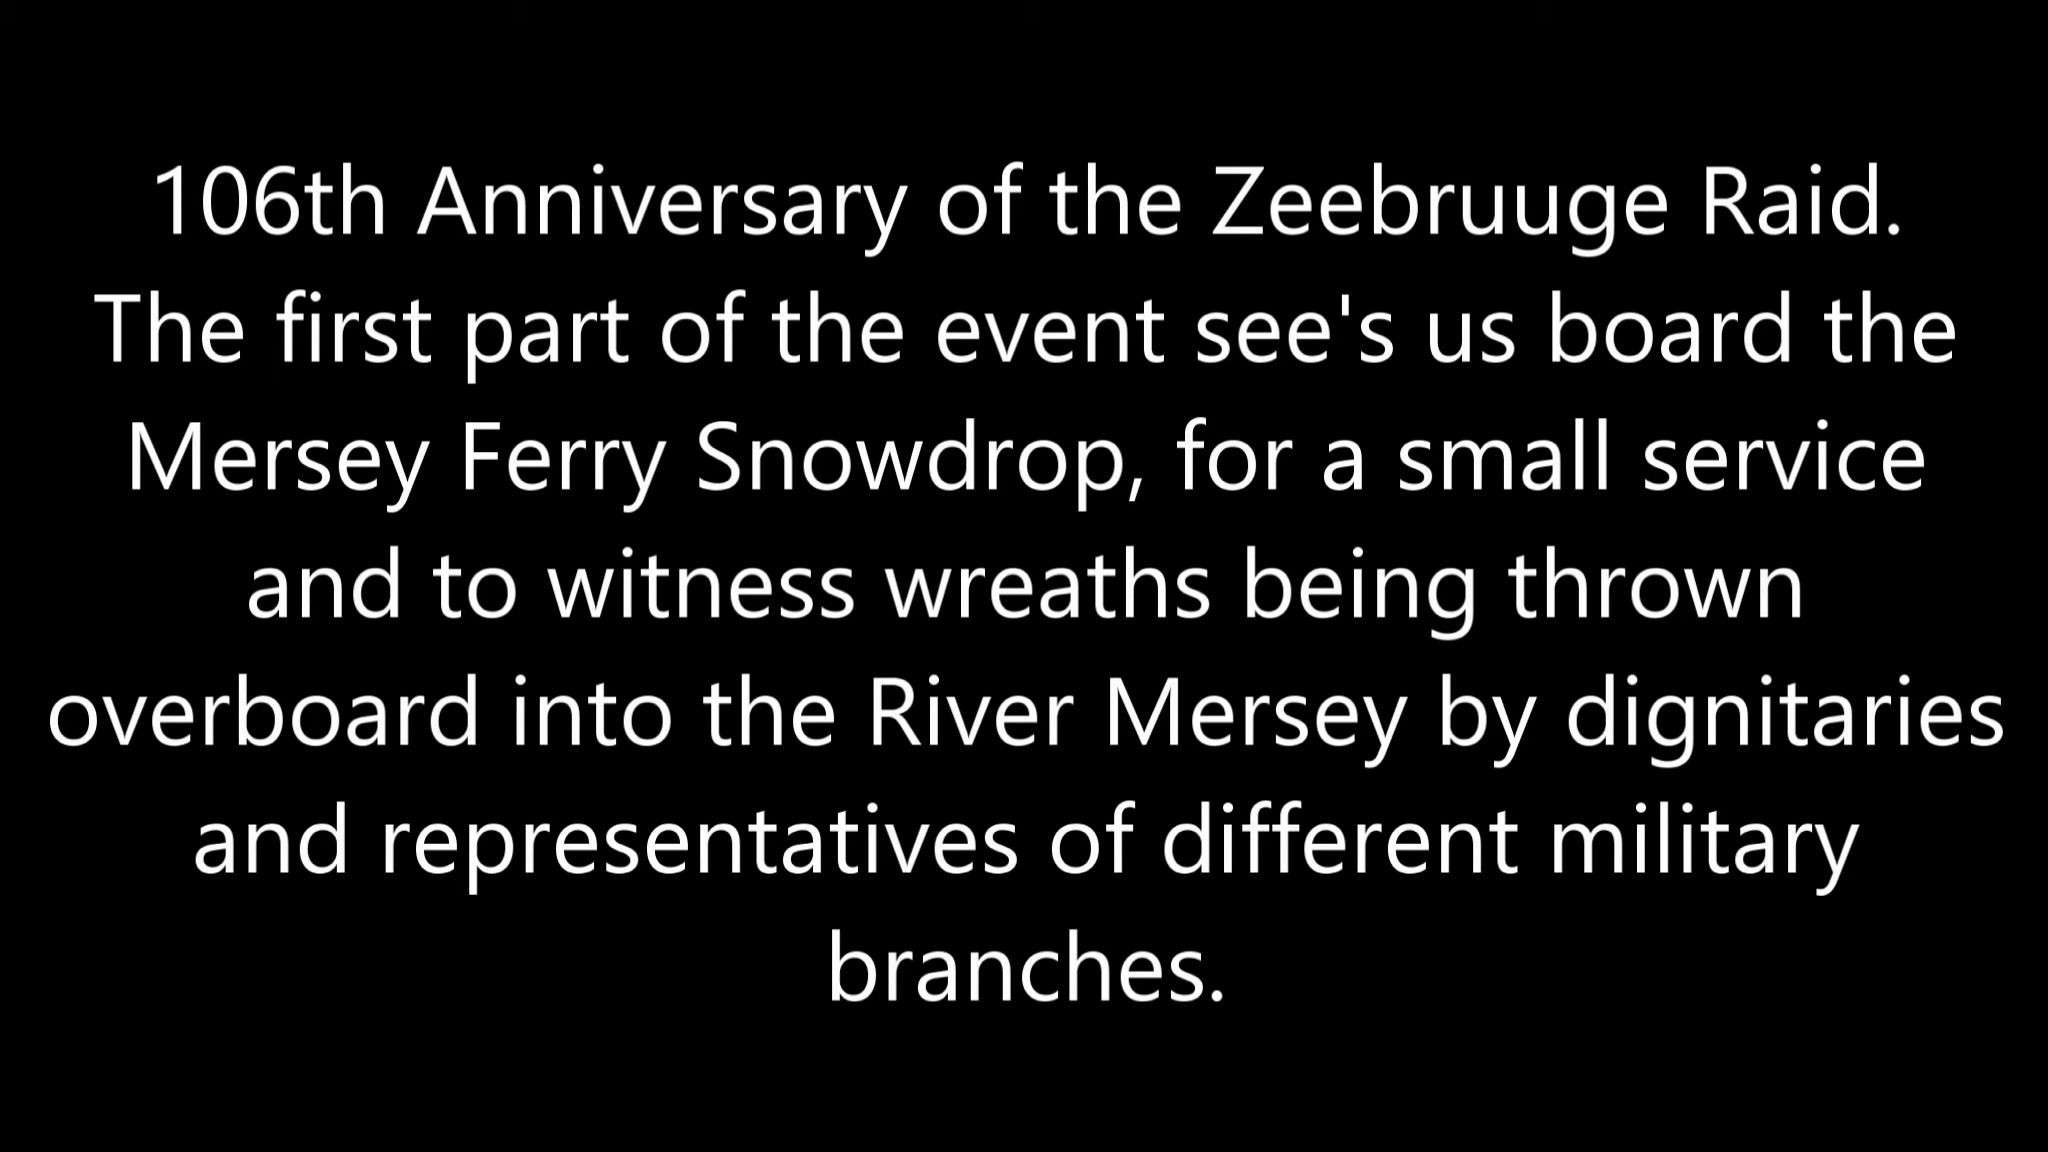 106th Anniversary of the Zeebruuge Raid.
The first part of the event see's us board the
Mersey Ferry Snowdrop, for a small service
and to witness wreaths being thrown
overboard into the River Mersey by dignitaries
and representatives of different military
branches.